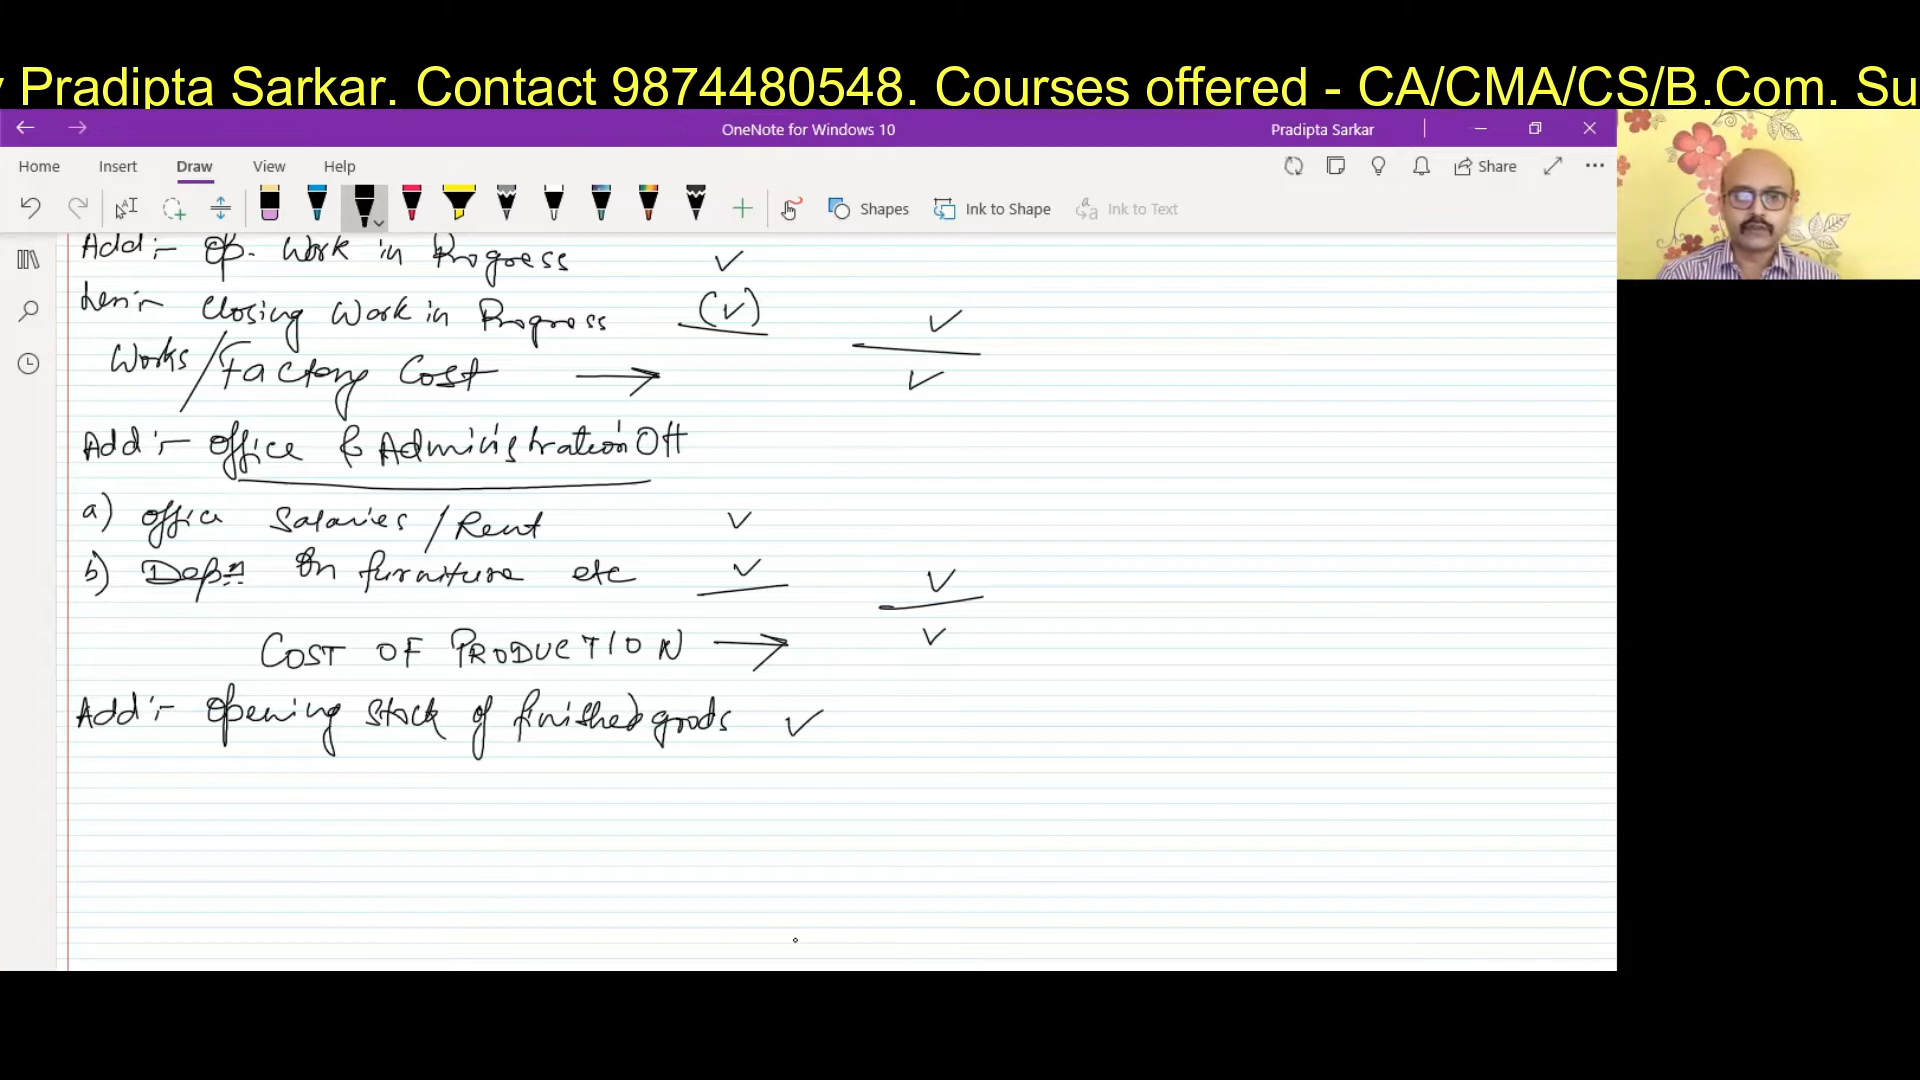 y Pradipta Sarkar. Contact 9874480548. Courses offered - CA/CMA/CS/B.Com. Su
OneNote for Windows 10
Pradipta Sarkar
Home Insert Draw View Help
Share
Shapes Ink to Shape Ink to Text
Add:- Op. Work in Progress ✓
Less:- Closing Work in Progress (✓) ✓
Works/Factory Cost → ✓
Add:- Office & Administration OH
a) Office Salaries/Rent ✓
b) Depn on furniture etc ✓ ✓
COST OF PRODUCTION → ✓
Add:- Opening Stock of finished goods ✓